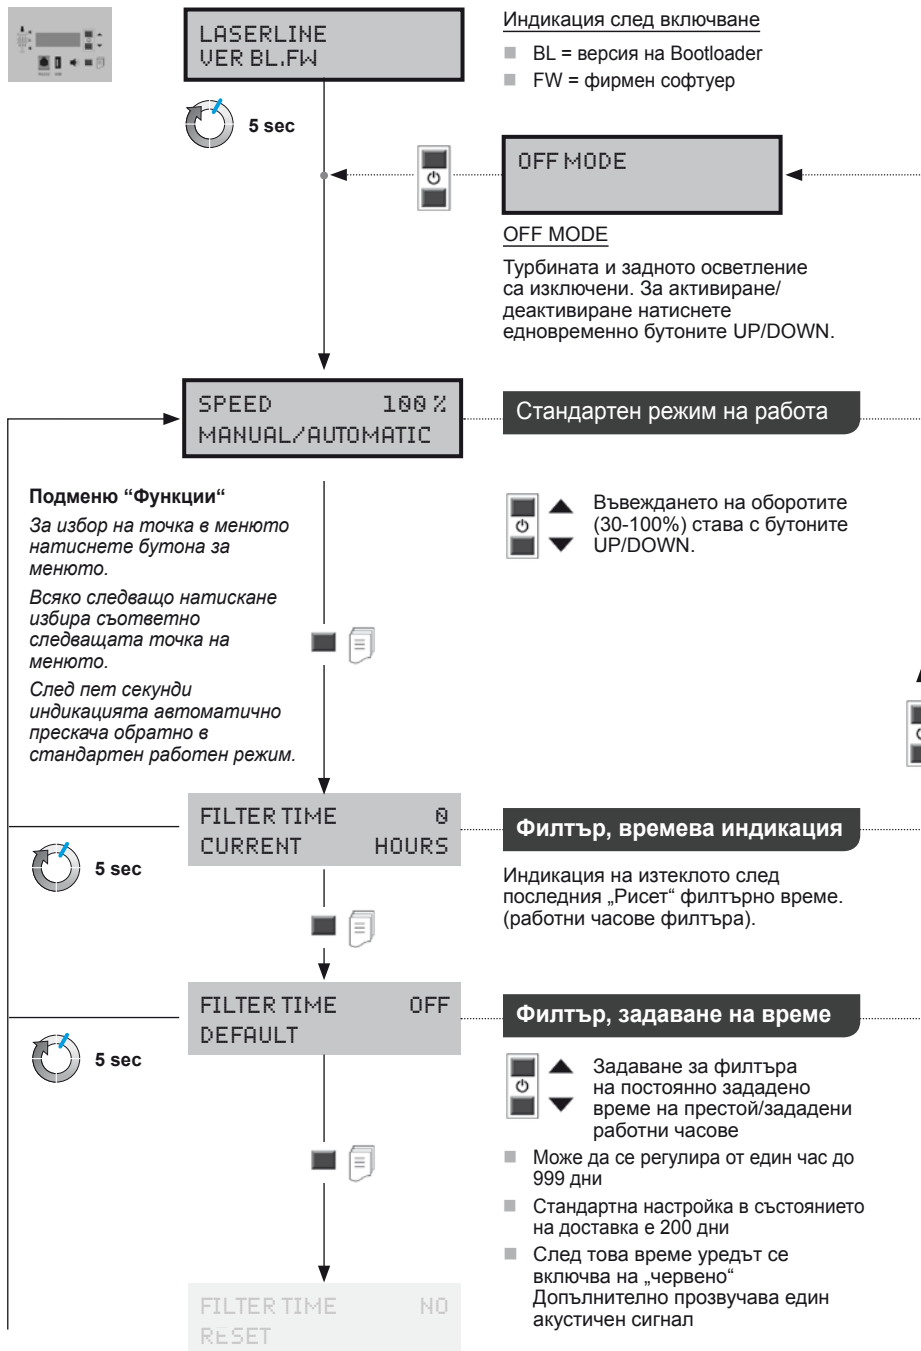 LASERLINE
VER BL.FW
Индикация след включване
BL = версия на Bootloader
FW = фирмен софтуер
5 sec
OFF MODE
OFF MODE
Турбината и задното осветление
са изключени. За активиране/
деактивиране натиснете
едновременно бутоните UP/DOWN.
SPEED 100 %
MANUAL/AUTOMATIC
Стандартен режим на работа
Подменю “Функции“
За избор на точка в менюто
натиснете бутона за
менюто.
Всяко следващо натискане
избира съответно
следващата точка на
менюто.
След пет секунди
индикацията автоматично
прескача обратно в
стандартен работен режим.
Въвеждането на оборотите
(30-100%) става с бутоните
UP/DOWN.
FILTER TIME 0
CURRENT HOURS
5 sec
Филтър, времева индикация
Индикация на изтеклото след
последния „Рисет“ филтърно време.
(работни часове филтъра).
FILTER TIME OFF
DEFAULT
5 sec
Филтър, задаване на време
Задаване за филтъра
на постоянно зададено
време на престой/зададени
работни часове
Може да се регулира от един час до
999 дни
Стандартна настройка в състоянието
на доставка е 200 дни
След това време уредът се
включва на „червено“
Допълнително прозвучава един
акустичен сигнал
FILTER TIME NO
RESET